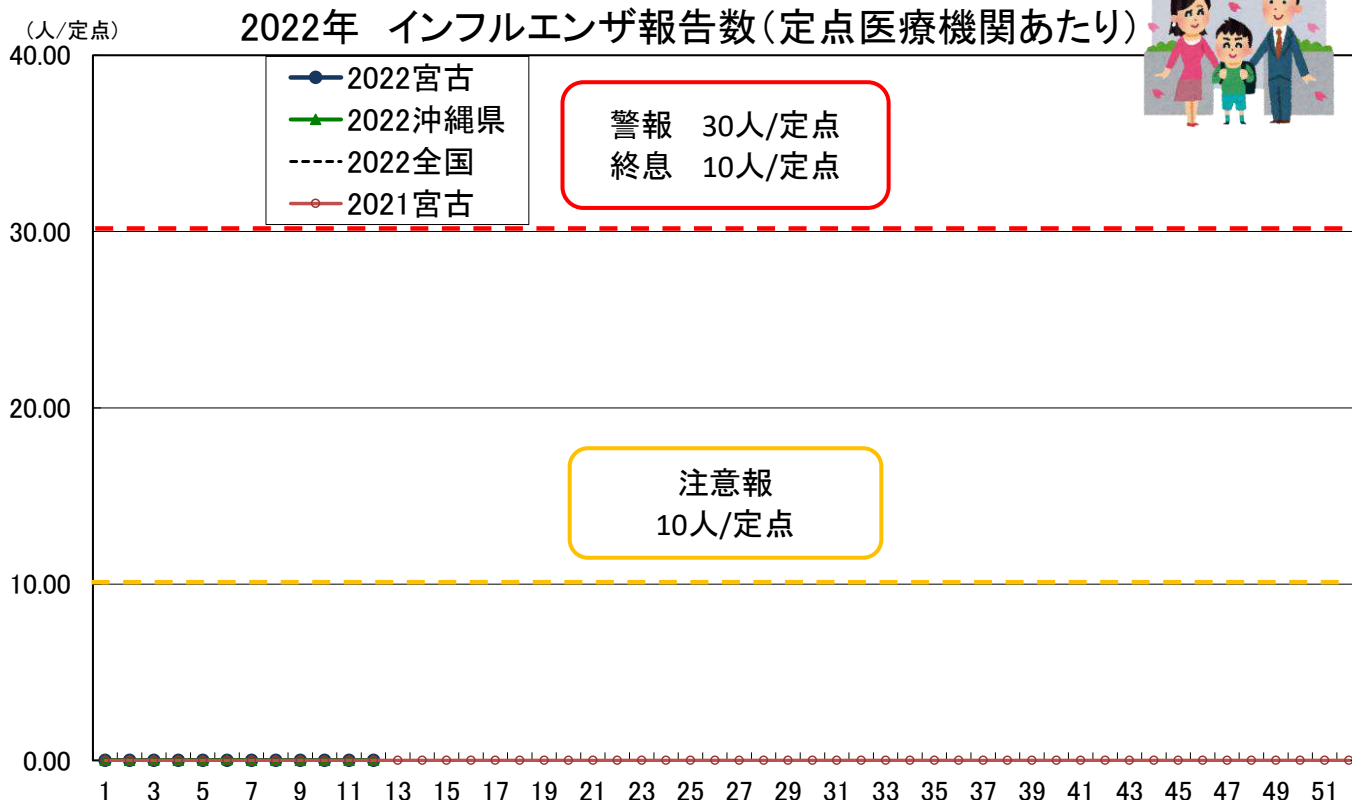 (人/定点)
2022年　インフルエンザ報告数(定点医療機関あたり)
40.00
2022宮古
2022沖縄県
2022全国
2021宮古
警報　30人/定点
終息　10人/定点
30.00
20.00
注意報
10人/定点
10.00
0.00
1 3 5 7 9 11 13 15 17 19 21 23 25 27 29 31 33 35 37 39 41 43 45 47 49 51